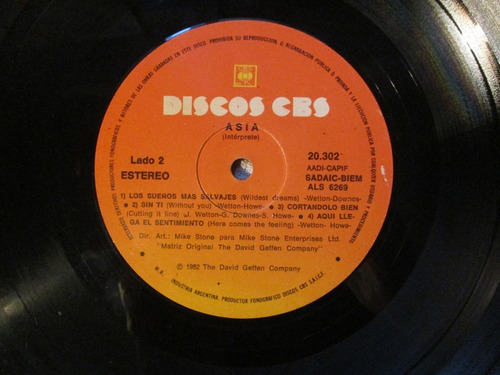 DISCOS CBS
ASIA
(Intérprete)
Lado 2
ESTEREO
20.302
AADI-CAPIF
SADAIC-BIEM
ALS 6269
1) LOS SUEÑOS MAS SALVAJES (Wildest dreams) -Wetton-Downes-
- 2) SIN TI (Without you) -Wetton-Howe- • 3) CORTANDOLO BIEN
(Cutting it fine) -J. Wetton-G. Downes-S. Howe- • 4) AQUI LLE-
GA EL SENTIMIENTO (Here comes the feeling) -Wetton- Howe-
Dir. Art.: Mike Stone para Mike Stone Enterprises Ltd.
"Matriz Original The David Geffen Company"
℗ 1982 The David Geffen Company
INDUSTRIA ARGENTINA. PRODUCTOR FONOGRAFICO DISCOS CBS S.A.I.C.F.